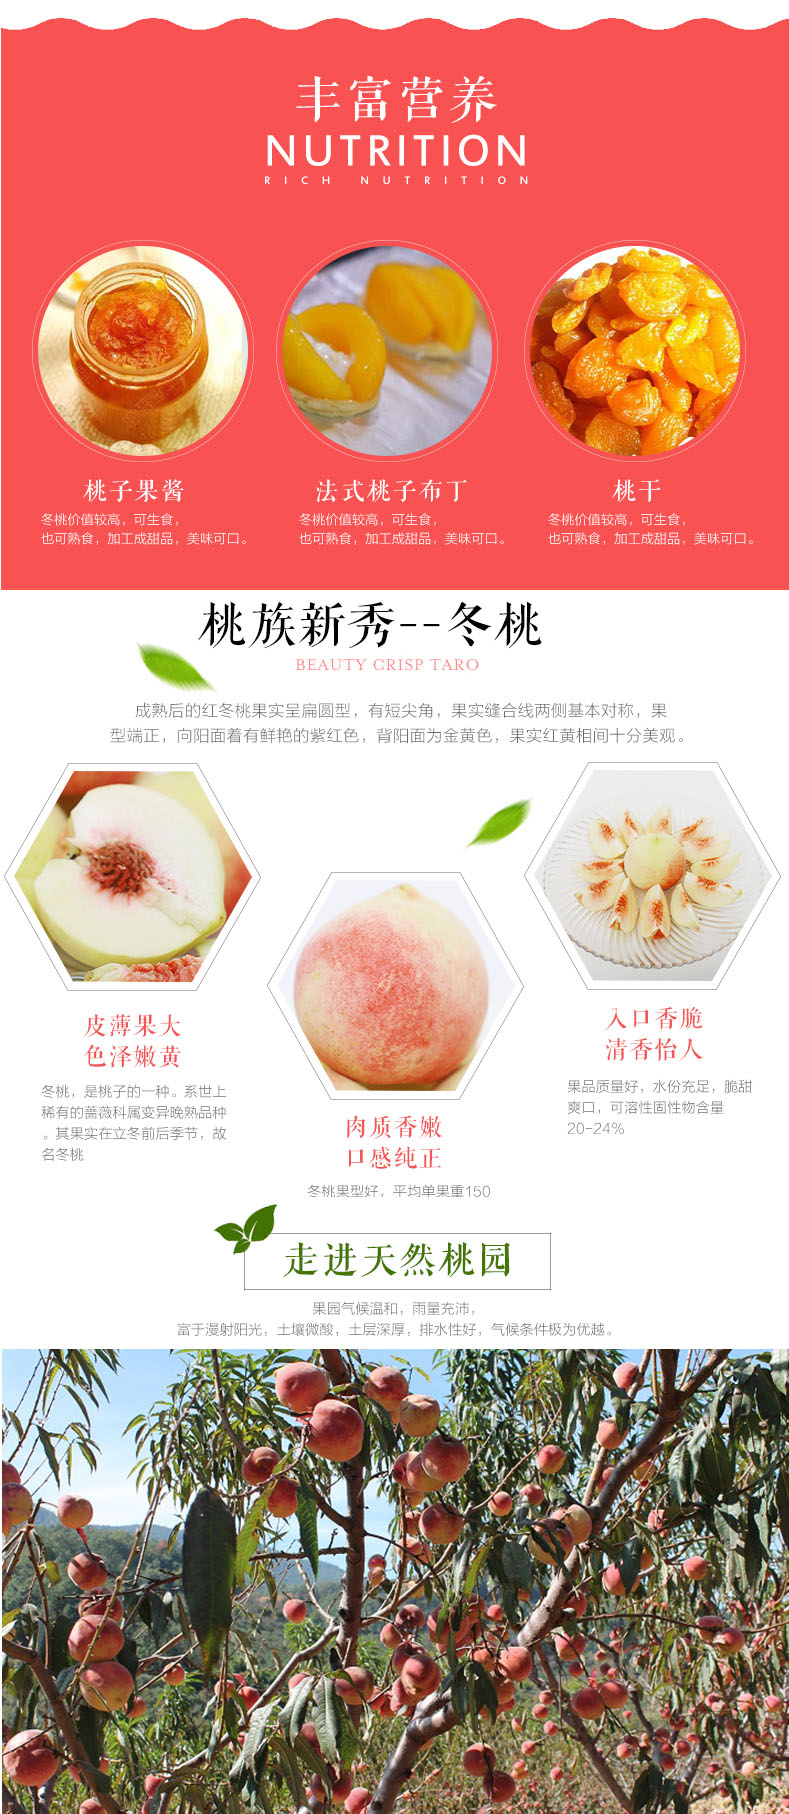 丰富营养
NUTRITION
RICH NUTRITION
桃子果酱
冬桃价值较高，可生食，
也可熟食，加工成甜品，美味可口。
法式桃子布丁
冬桃价值较高，可生食，
也可熟食，加工成甜品，美味可口。
桃干
冬桃价值较高，可生食，
也可熟食，加工成甜品，美味可口。
桃族新秀--冬桃
BEAUTY CRISP TARO
成熟后的红冬桃果实呈扁圆型，有短尖角，果实缝合线两侧基本对称，果
型端正，向阳面着有鲜艳的紫红色，背阳面为金黄色，果实红黄相间十分美观。
皮薄果大
色泽嫩黄
冬桃，是桃子的一种。系世上
稀有的蔷薇科属变异晚熟品种
。其果实在立冬前后季节，故
名冬桃
肉质香嫩
口感纯正
冬桃果型好，平均单果重150
入口香脆
清香怡人
果品质量好，水份充足，脆甜
爽口，可溶性固性物含量
20-24%
走进天然桃园
果园气候温和，雨量充沛，
富于漫射阳光，土壤微酸，土层深厚，排水性好，气候条件极为优越。